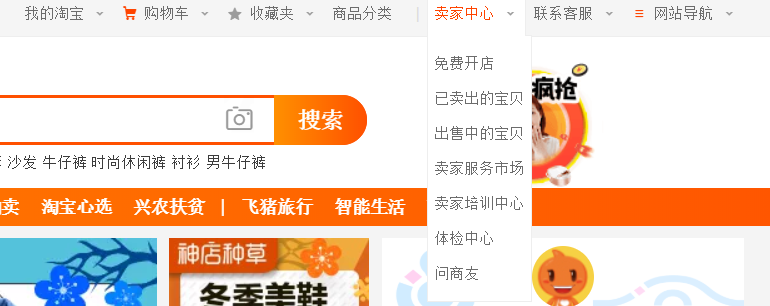 我的淘宝 购物车 收藏夹 商品分类 卖家中心 联系客服 网站导航
免费开店
已卖出的宝贝
疯抢
搜索
出售中的宝贝
沙发 牛仔裤 时尚休闲裤 衬衫 男牛仔裤
卖家服务市场
卖 淘宝心选 兴农扶贫 | 飞猪旅行 智能生活
卖家培训中心
体检中心
神店种草
问商友
冬季美鞋